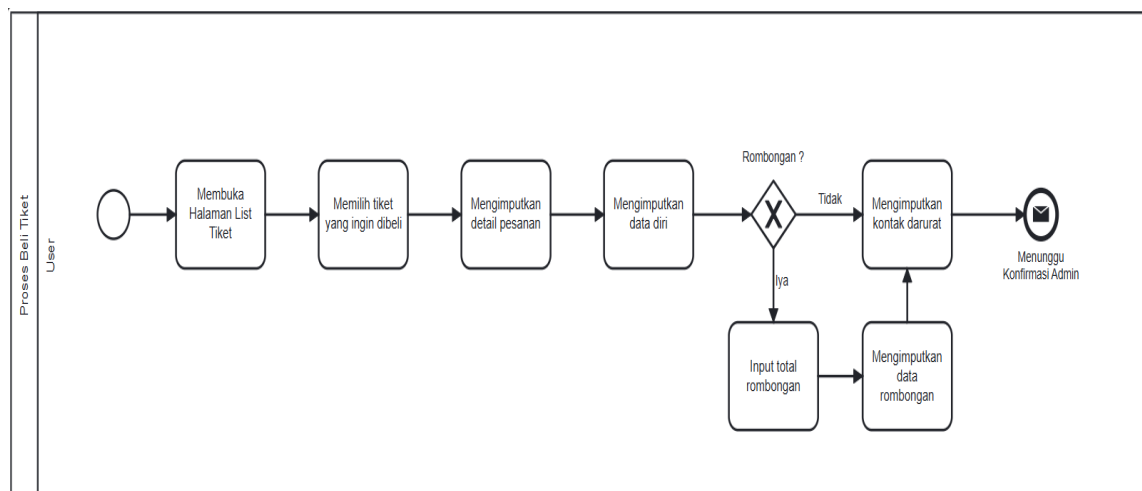 Proses Beli Tiket
User
Membuka
Halaman List
Tiket
Memilih tiket
yang ingin dibeli
Mengimputkan
detail pesanan
Mengimputkan
data diri
Rombongan ?
Tidak
Iya
Input total
rombongan
Mengimputkan
data
rombongan
Mengimputkan
kontak darurat
Menunggu
Konfirmasi Admin